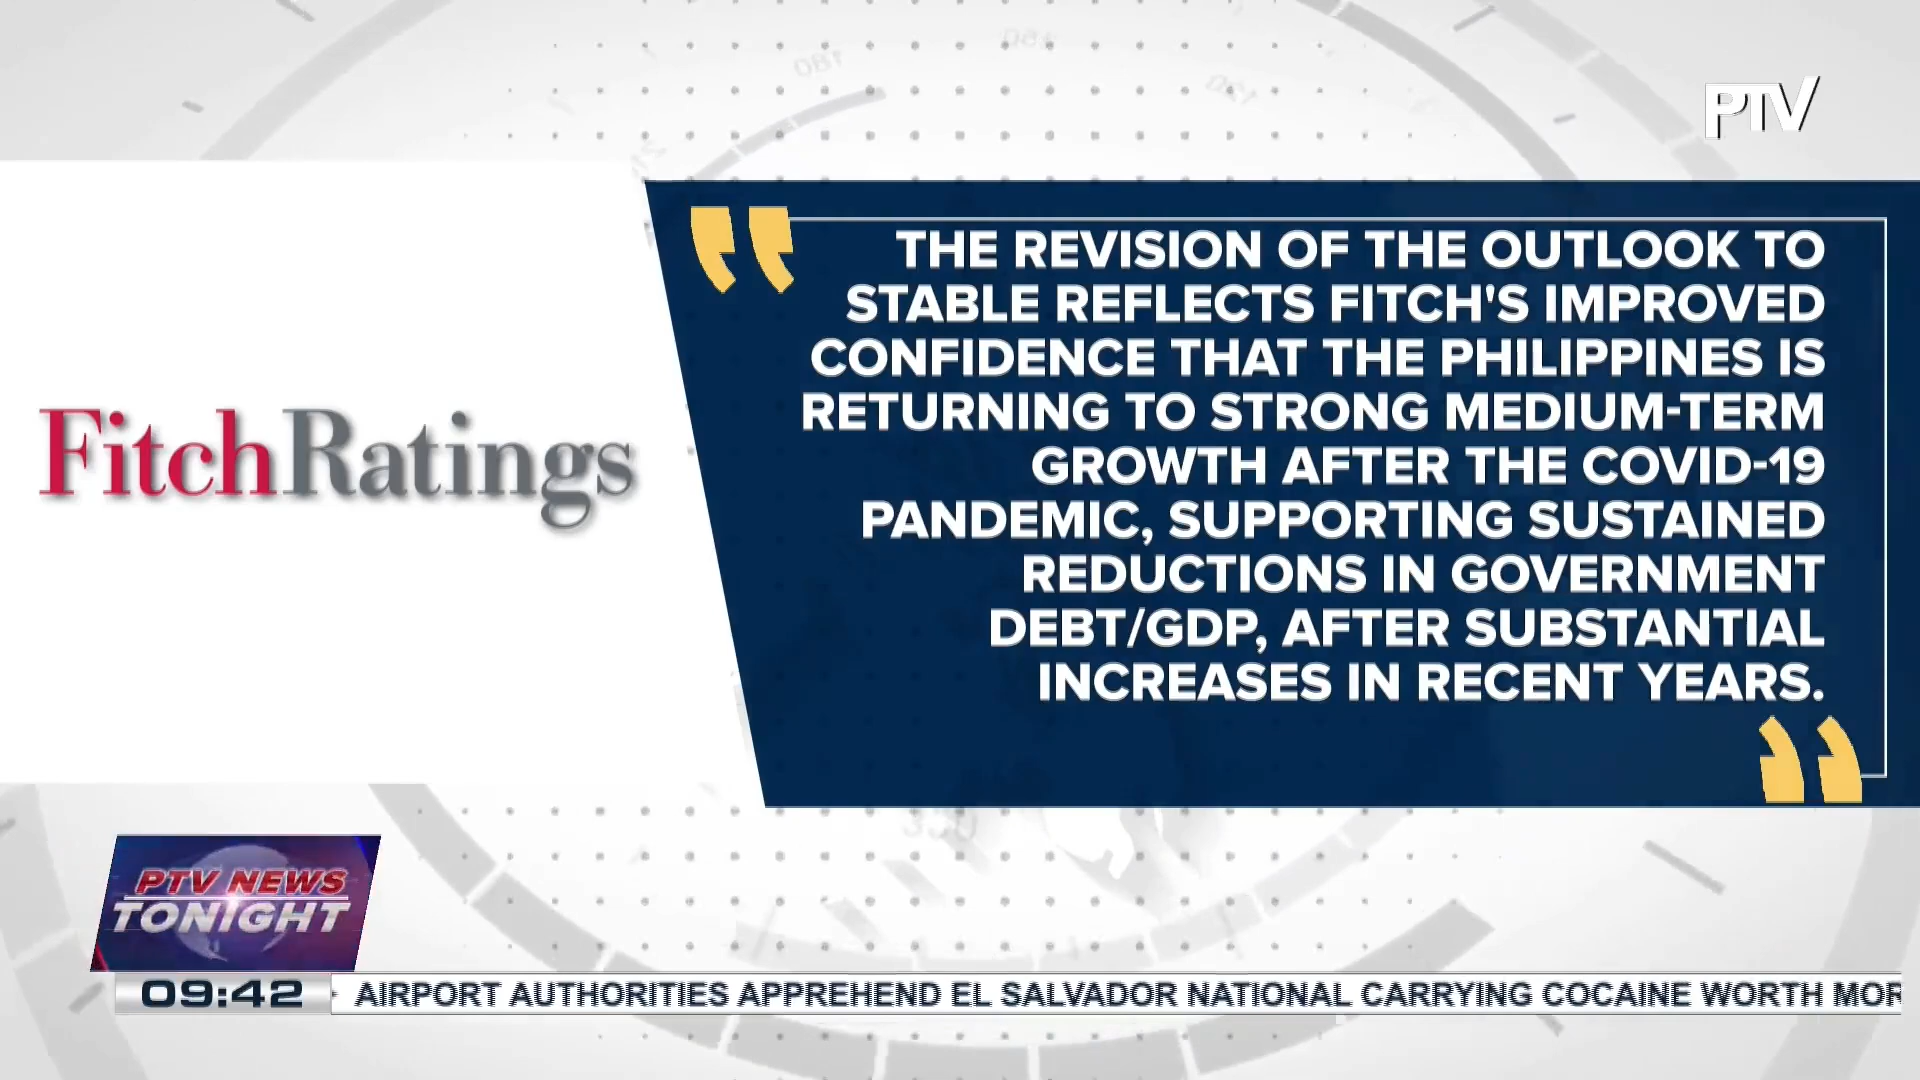 PTV
FitchRatings
THE REVISION OF THE OUTLOOK TO
STABLE REFLECTS FITCH'S IMPROVED
CONFIDENCE THAT THE PHILIPPINES IS
RETURNING TO STRONG MEDIUM-TERM
GROWTH AFTER THE COVID-19
PANDEMIC, SUPPORTING SUSTAINED
REDUCTIONS IN GOVERNMENT
DEBT/GDP, AFTER SUBSTANTIAL
INCREASES IN RECENT YEARS.
PTV NEWS
TONIGHT
09:42
AIRPORT AUTHORITIES APPREHEND EL SALVADOR NATIONAL CARRYING COCAINE WORTH